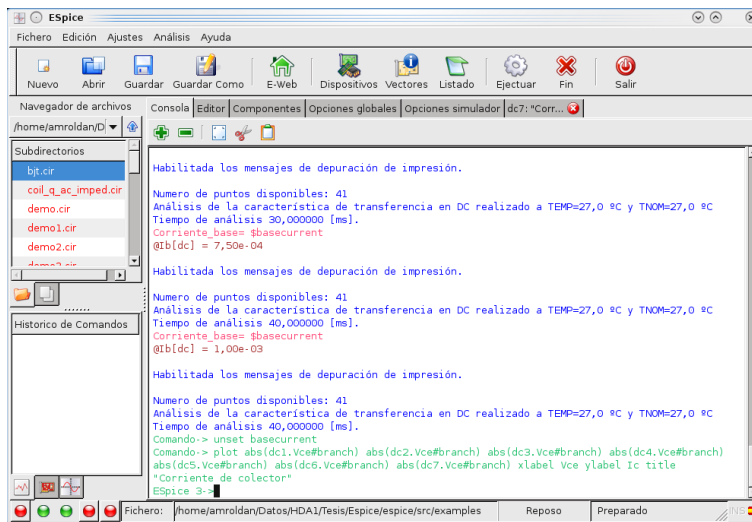 ESpice
Fichero Edición Ajustes Análisis Ayuda
Nuevo Abrir Guardar Guardar Como E-Web Dispositivos Vectores Listado Ejectuar Fin Salir
Navegador de archivos
/home/amroldan/D
Subdirectorios
bjt.cir
coil_q_ac_imped.cir
demo.cir
demo1.cir
demo2.cir
demo3.cir
Historico de Comandos
Consola Editor Componentes Opciones globales Opciones simulador dc7: "Corr...
Habilitada los mensajes de depuración de impresión.
Numero de puntos disponibles: 41
Análisis de la característica de transferencia en DC realizado a TEMP=27,0 ºC y TNOM=27,0 ºC
Tiempo de análisis 30,000000 [ms].
Corriente_base= $basecurrent
@Ib[dc] = 7,50e-04
Habilitada los mensajes de depuración de impresión.
Numero de puntos disponibles: 41
Análisis de la característica de transferencia en DC realizado a TEMP=27,0 ºC y TNOM=27,0 ºC
Tiempo de análisis 40,000000 [ms].
Corriente_base= $basecurrent
@Ib[dc] = 1,00e-03
Habilitada los mensajes de depuración de impresión.
Numero de puntos disponibles: 41
Análisis de la característica de transferencia en DC realizado a TEMP=27,0 ºC y TNOM=27,0 ºC
Tiempo de análisis 40,000000 [ms].
Comando-> unset basecurrent
Comando-> plot abs(dc1.Vce#branch) abs(dc2.Vce#branch) abs(dc3.Vce#branch) abs(dc4.Vce#branch)
abs(dc5.Vce#branch) abs(dc6.Vce#branch) abs(dc7.Vce#branch) xlabel Vce ylabel Ic title
"Corriente de colector"
ESpice 3->
Fichero: /home/amroldan/Datos/HDA1/Tesis/Espice/espice/src/examples Reposo Preparado INS